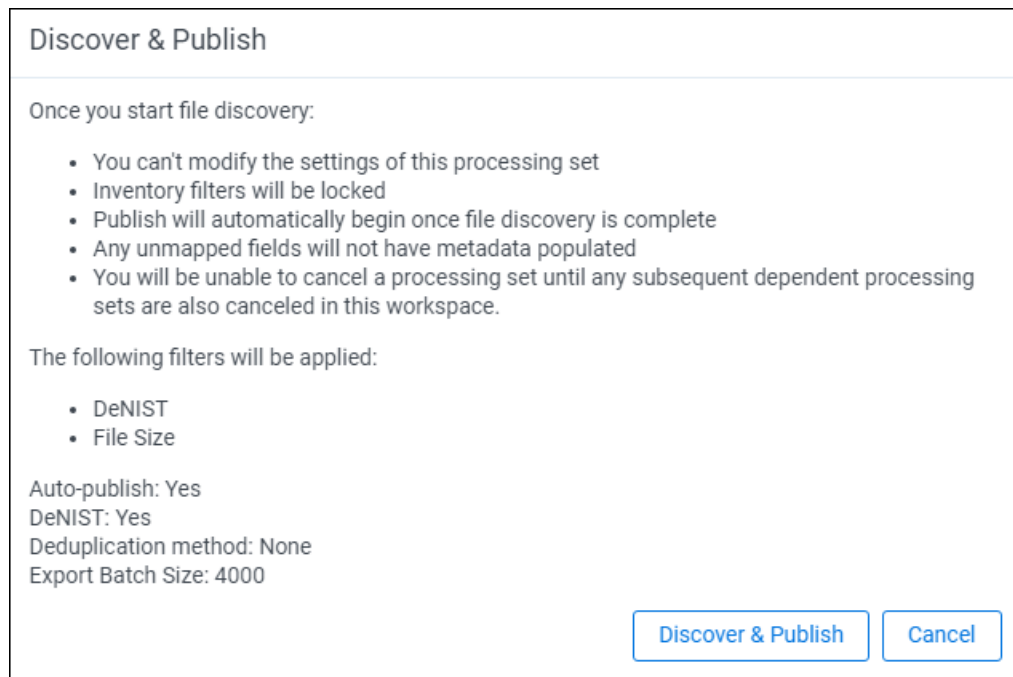 Discover & Publish
Once you start file discovery:
• You can't modify the settings of this processing set
• Inventory filters will be locked
• Publish will automatically begin once file discovery is complete
• Any unmapped fields will not have metadata populated
• You will be unable to cancel a processing set until any subsequent dependent processing
sets are also canceled in this workspace.
The following filters will be applied:
• DeNIST
• File Size
Auto-publish: Yes
DeNIST: Yes
Deduplication method: None
Export Batch Size: 4000
Discover & Publish Cancel